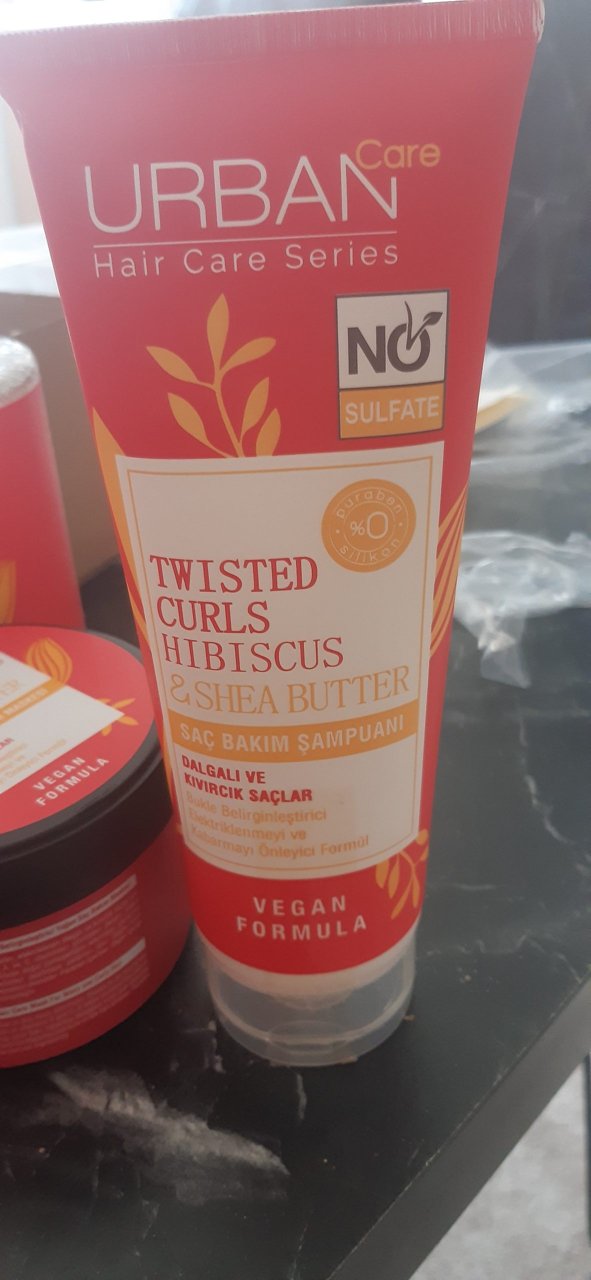 URBAN Care
Hair Care Series
NO
SULFATE
paraben
%0
silikon
TWISTED
CURLS
HIBISCUS
& SHEA BUTTER
SAÇ BAKIM ŞAMPUANI
DALGALI VE
KIVIRCIK SAÇLAR
Bukle Belirginleştirici
Elektriklenmeyi ve
Kabarmayı Önleyici Formül
VEGAN
FORMULA
VEGAN
FORMULA